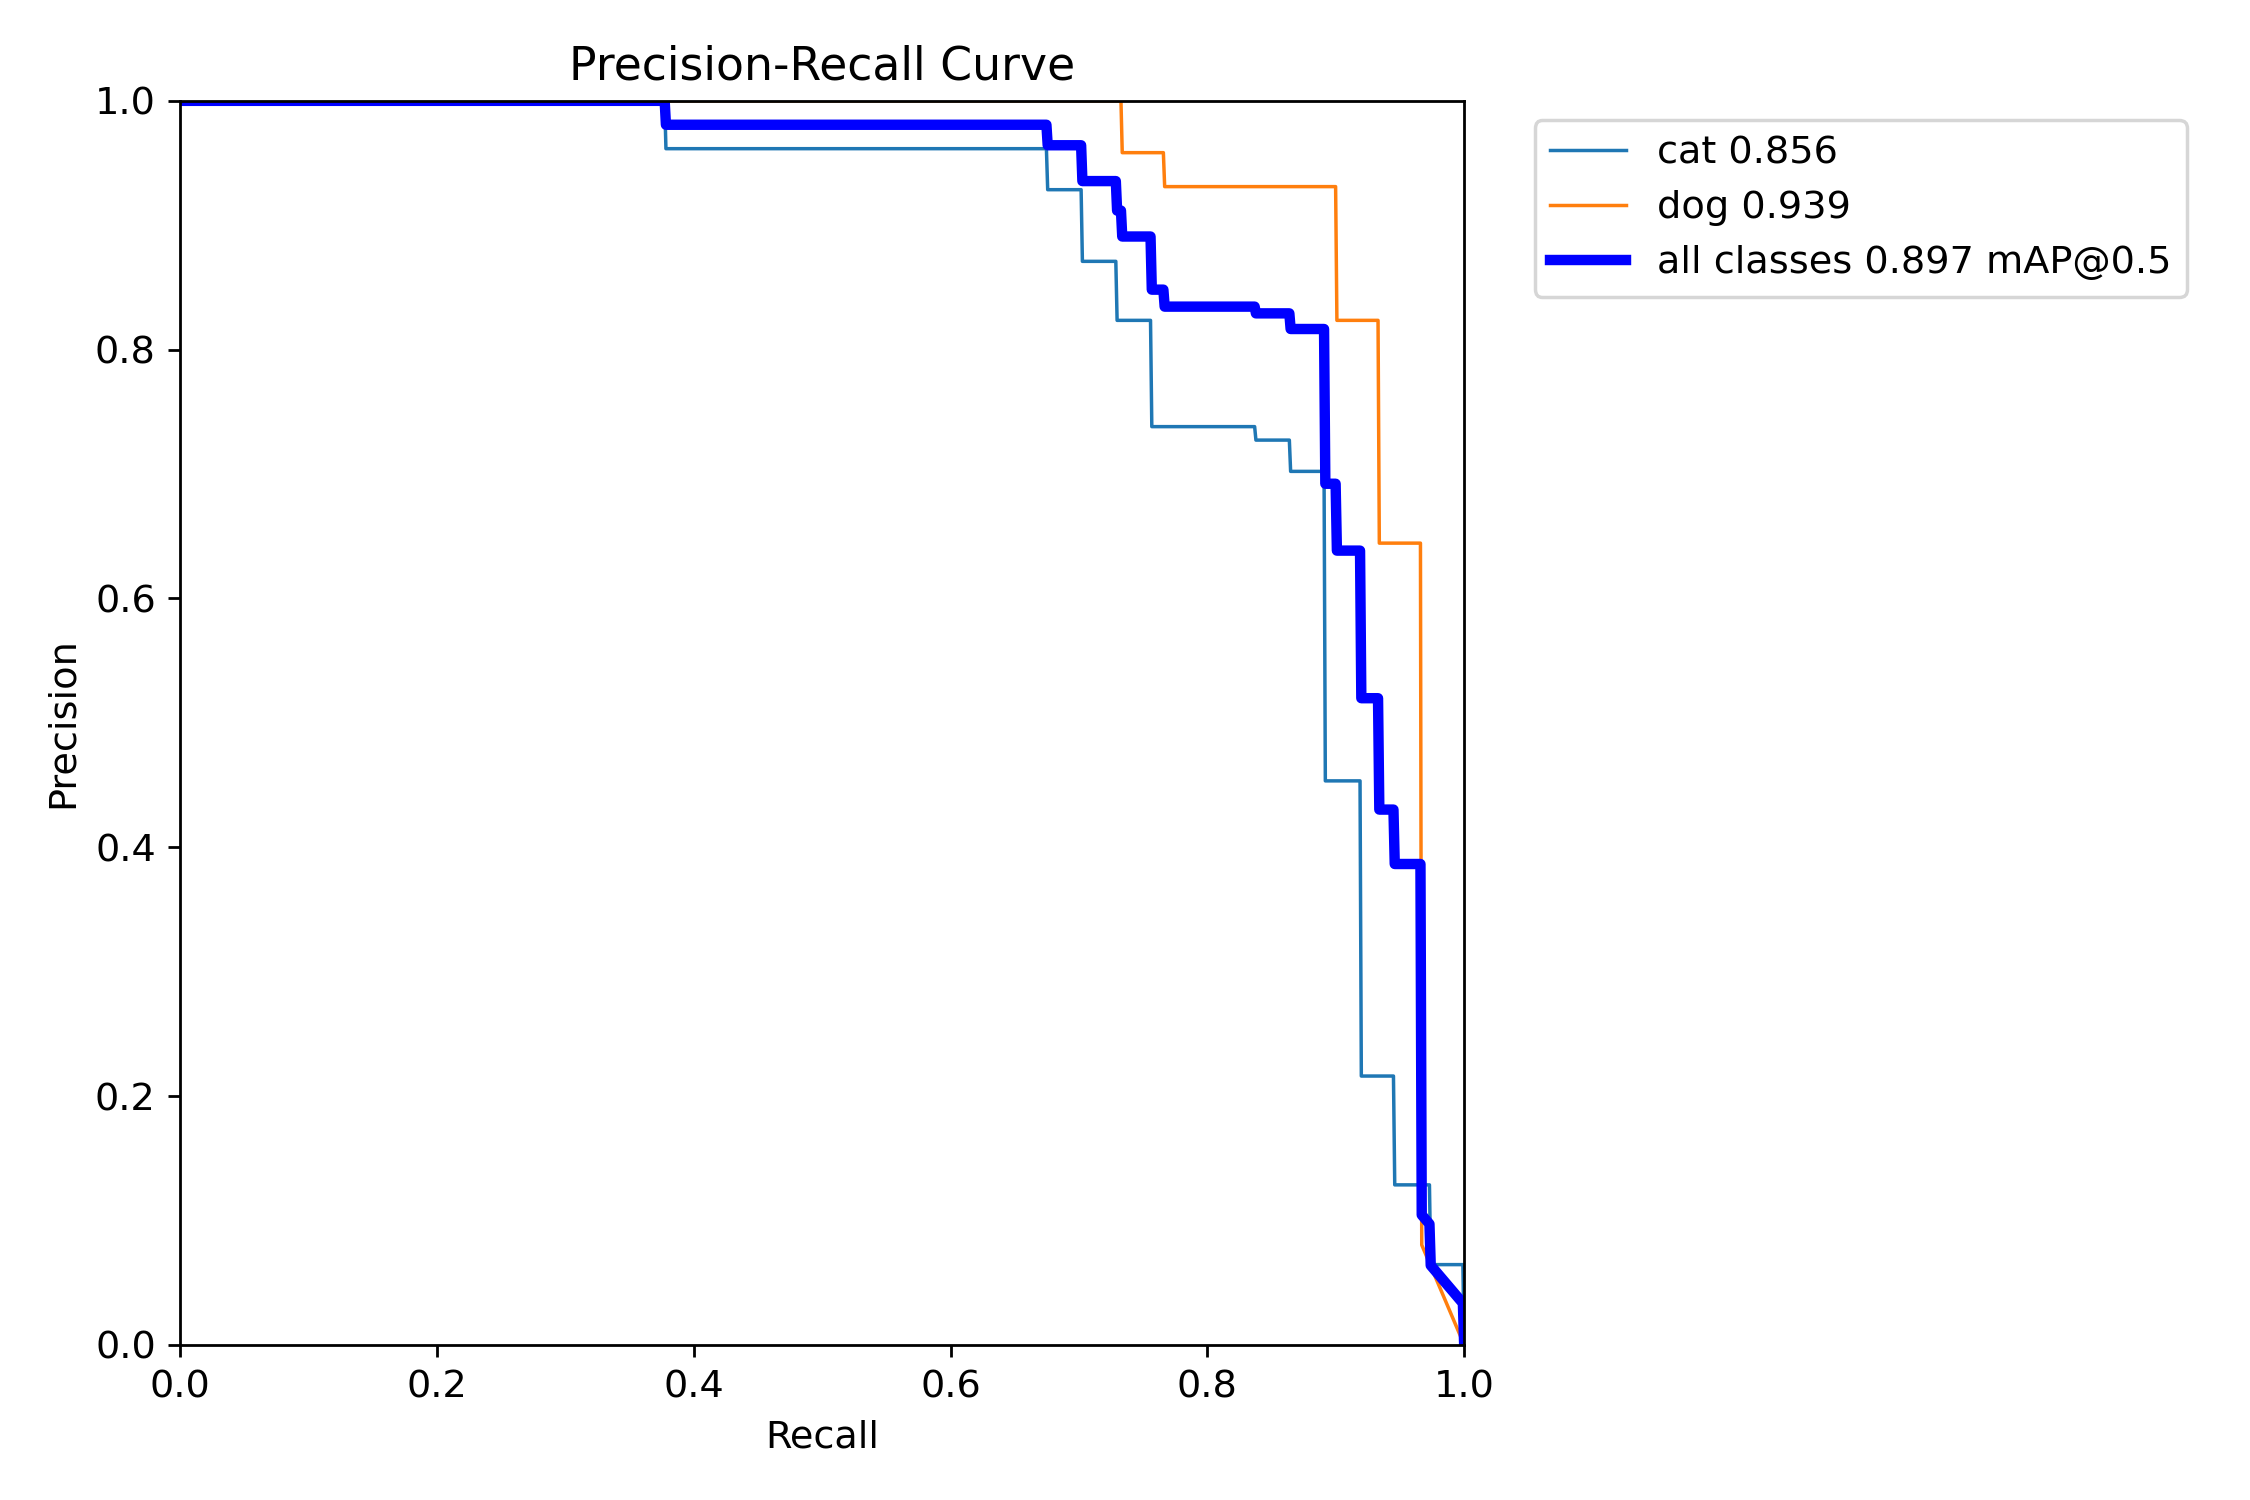 Precision-Recall Curve
1.0
0.8
0.6
0.4
0.2
0.0
Precision
0.0 0.2 0.4 0.6 0.8 1.0
Recall
cat 0.856
dog 0.939
all classes 0.897 mAP@0.5